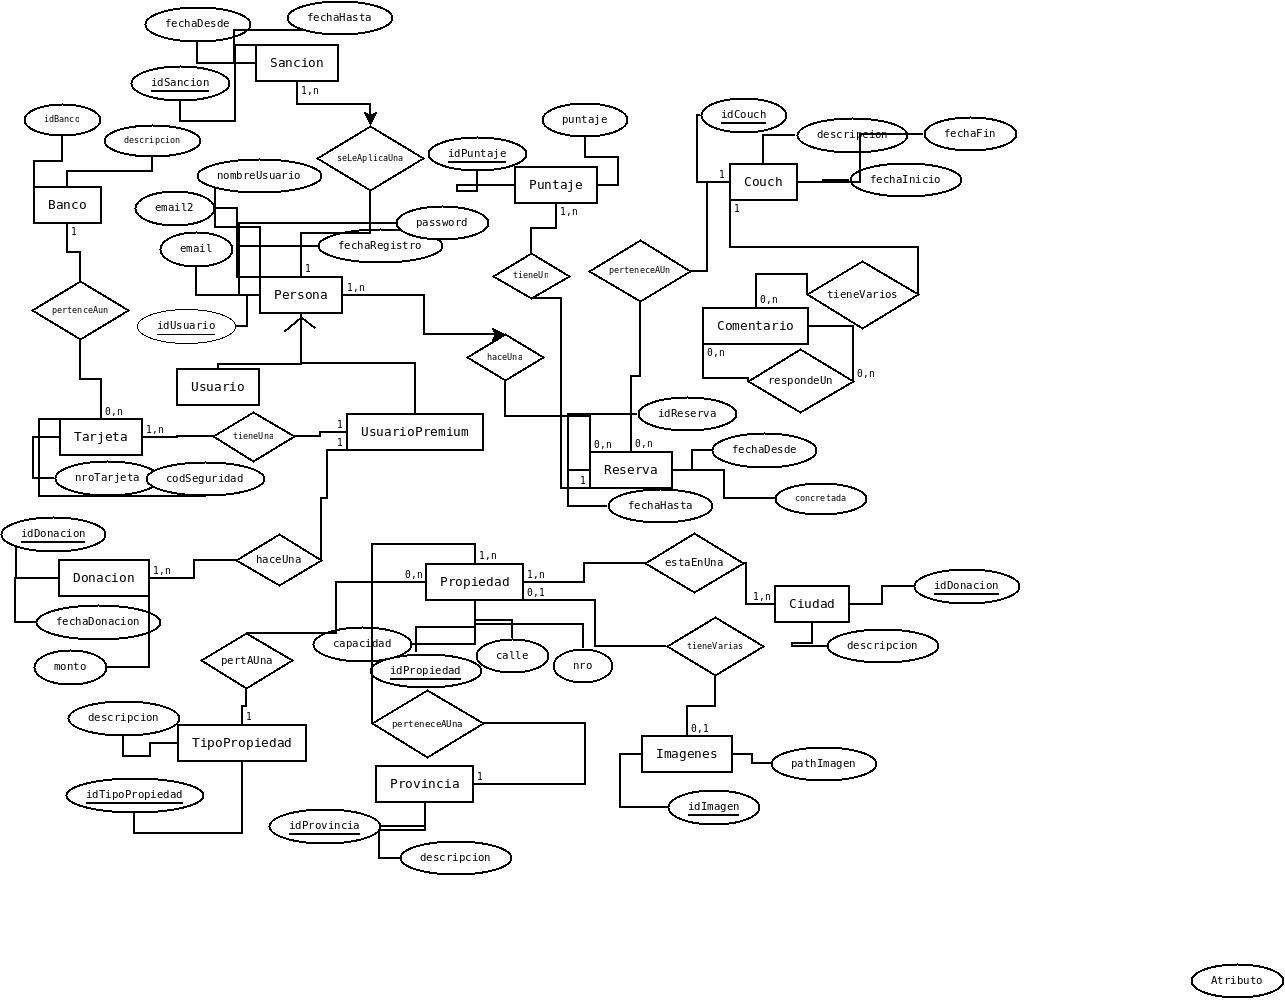 fechaDesde
fechaHasta
Sancion
idSancion
1,n
idBanco
descripcion
seLeAplicaUna
idPuntaje
puntaje
idCouch
descripcion
fechaFin
nombreUsuario
Puntaje
1
Couch
fechaInicio
Banco
email2
1,n
1
password
1
email
fechaRegistro
1
tieneUn
perteneceAUn
Persona
1,n
tieneVarios
0,n
pertenceAun
idUsuario
Comentario
haceUna
0,n
0,n
respondeUn
Usuario
0,n
idReserva
Tarjeta
1,n
tieneUna
1
UsuarioPremium
1
0,n
0,n
fechaDesde
Reserva
nroTarjeta
codSeguridad
1
concretada
fechaHasta
idDonacion
haceUna
1,n
estaEnUna
Donacion
1,n
0,n
Propiedad
1,n
0,1
1,n
Ciudad
idDonacion
fechaDonacion
capacidad
tieneVarias
descripcion
monto
pertAUna
idPropiedad
calle
nro
descripcion
1
perteneceAUna
0,1
TipoPropiedad
Imagenes
pathImagen
Provincia
1
idTipoPropiedad
idImagen
idProvincia
descripcion
Atributo